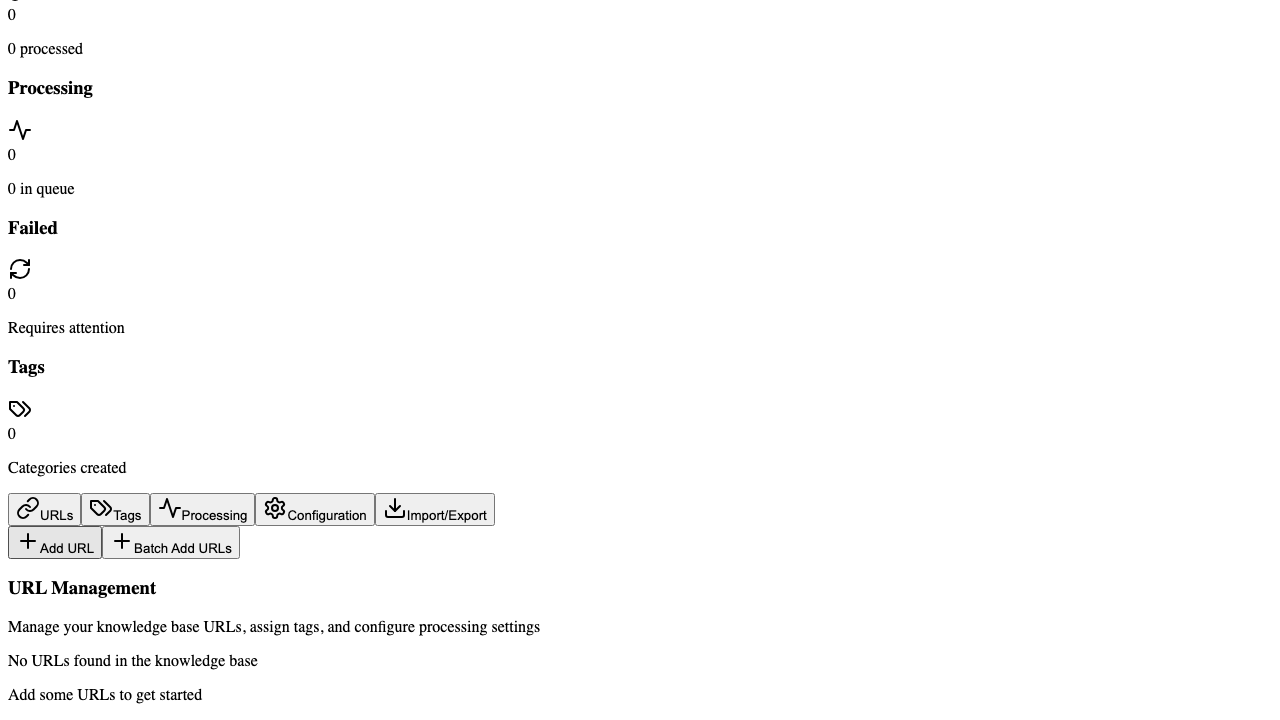 0
0 processed
Processing
0
0 in queue
Failed
0
Requires attention
Tags
0
Categories created
URLs Tags Processing Configuration Import/Export
Add URL Batch Add URLs
URL Management
Manage your knowledge base URLs, assign tags, and configure processing settings
No URLs found in the knowledge base
Add some URLs to get started